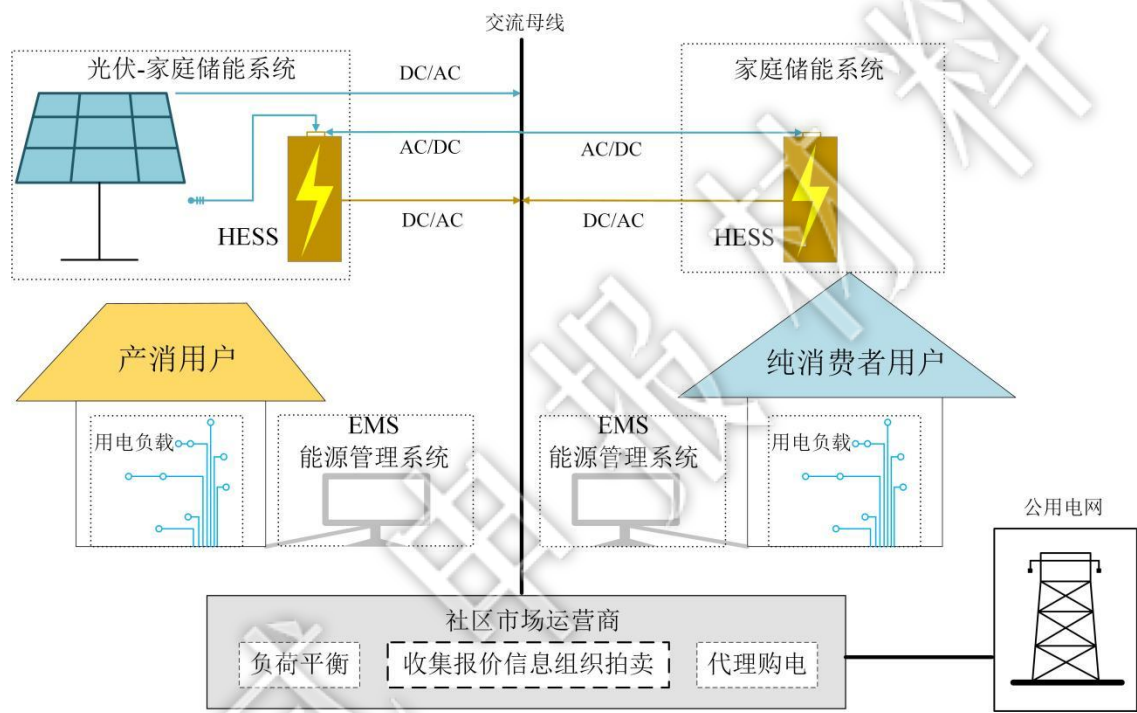 交流母线
光伏-家庭储能系统
DC/AC
家庭储能系统
AC/DC
AC/DC
HESS
DC/AC
DC/AC
HESS
产消用户
纯消费者用户
用电负载
EMS
能源管理系统
EMS
能源管理系统
用电负载
公用电网
社区市场运营商
负荷平衡
收集报价信息组织拍卖
代理购电
申报材料